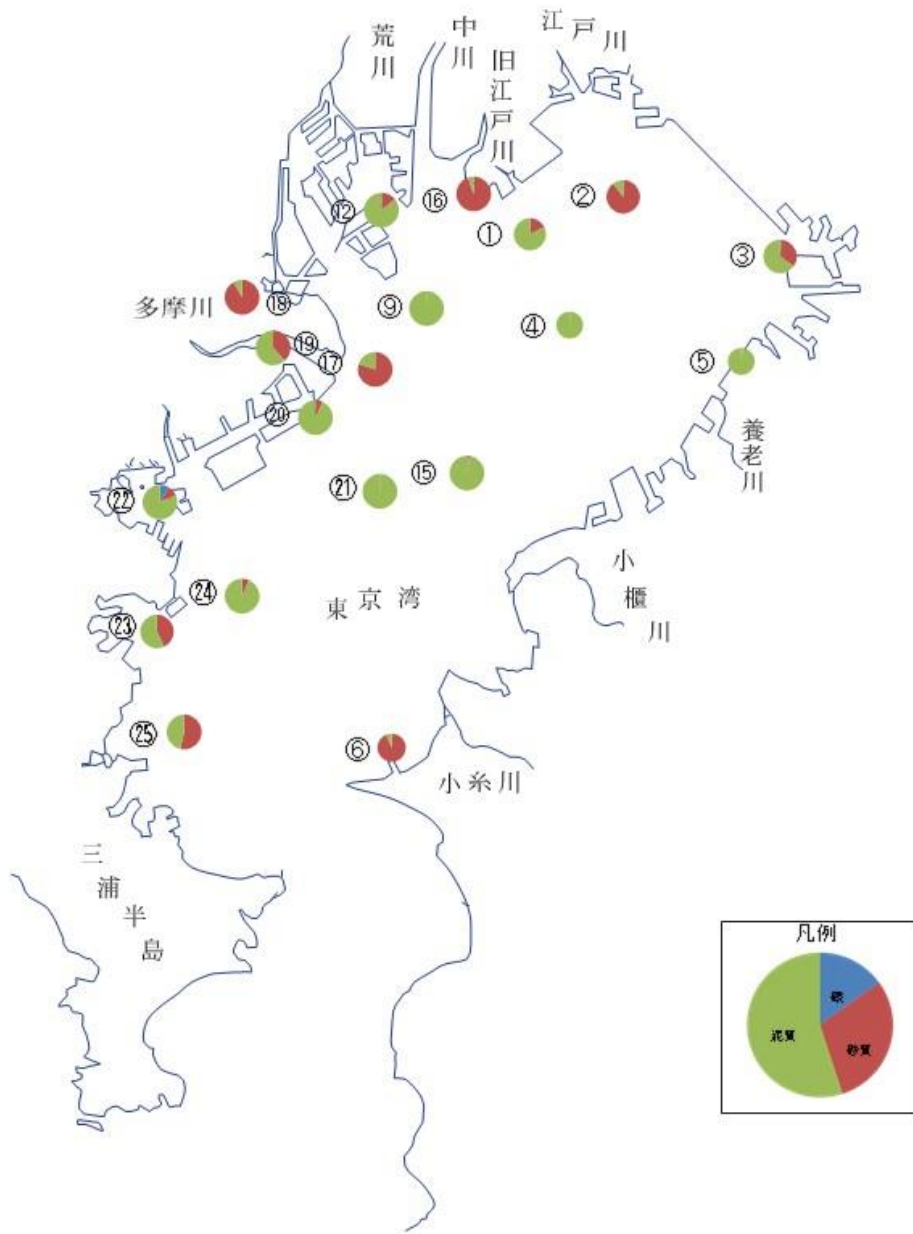 荒川
中川
旧江戸川
江戸川
⑫
⑯
①
②
③
多摩川
⑱
⑨
④
⑲
⑰
⑤
⑳
養老川
㉒
㉑
⑮
小櫃川
㉔
東京湾
㉓
㉕
⑥
小糸川
三浦半島
凡例
礫
泥質
砂質